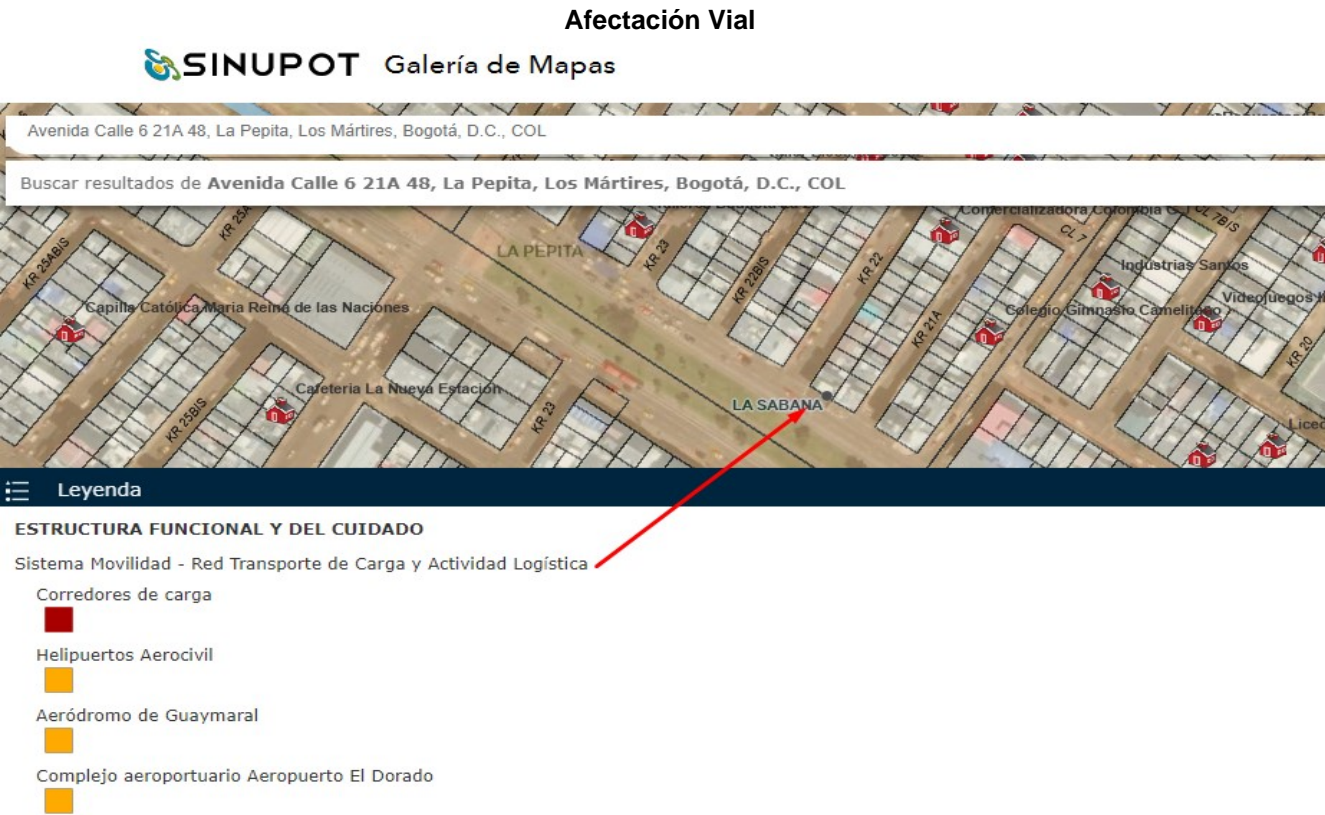 Afectación Vial
SINUPOT Galería de Mapas
Avenida Calle 6 21A 48, La Pepita, Los Mártires, Bogotá, D.C., COL
Buscar resultados de Avenida Calle 6 21A 48, La Pepita, Los Mártires, Bogotá, D.C., COL
Comercializadora Colombia
CL 7BIS
KR 25A
CL 7
KR 25ABIS
LA PEPITA
KR 23
KR 22
Industrias Santos
KR 22BIS
Capilla Católica Maria Reina de las Naciones
Videojuegos
Colegio Gimnasio Camelitano
KR 21A
KR 20
Cafeteria La Nueva Estación
LA SABANA
KR 25BIS
KR 23
Leyenda
ESTRUCTURA FUNCIONAL Y DEL CUIDADO
Sistema Movilidad - Red Transporte de Carga y Actividad Logística
Corredores de carga
Helipuertos Aerocivil
Aeródromo de Guaymaral
Complejo aeroportuario Aeropuerto El Dorado